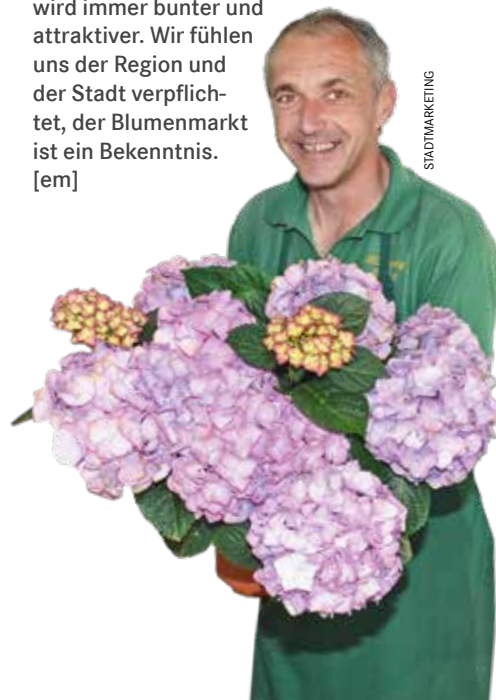 wird immer bunter und
attraktiver. Wir fühlen
uns der Region und
der Stadt verpflich-
tet, der Blumenmarkt
ist ein Bekenntnis.
[em]
STADTMARKETING